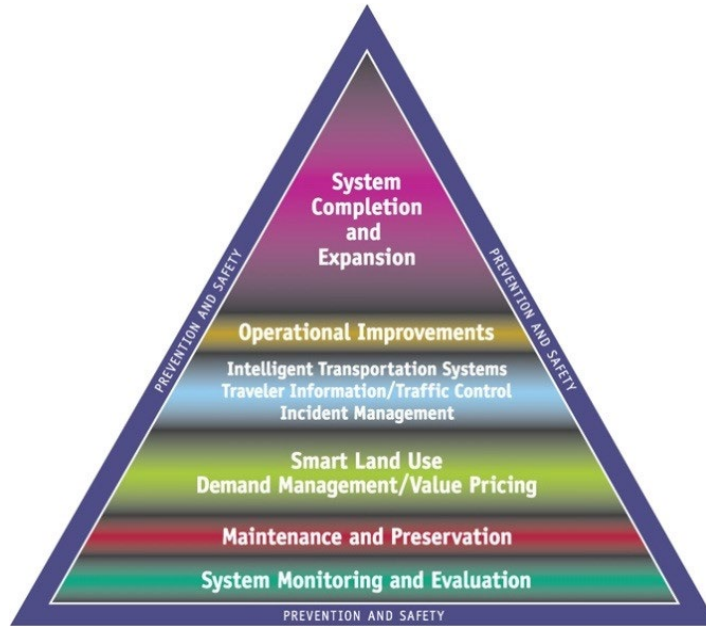 System
Completion
and
Expansion
PREVENTION AND SAFETY
PREVENTION AND SAFETY
Operational Improvements
Intelligent Transportation Systems
Traveler Information/Traffic Control
Incident Management
Smart Land Use
Demand Management/Value Pricing
Maintenance and Preservation
System Monitoring and Evaluation
PREVENTION AND SAFETY